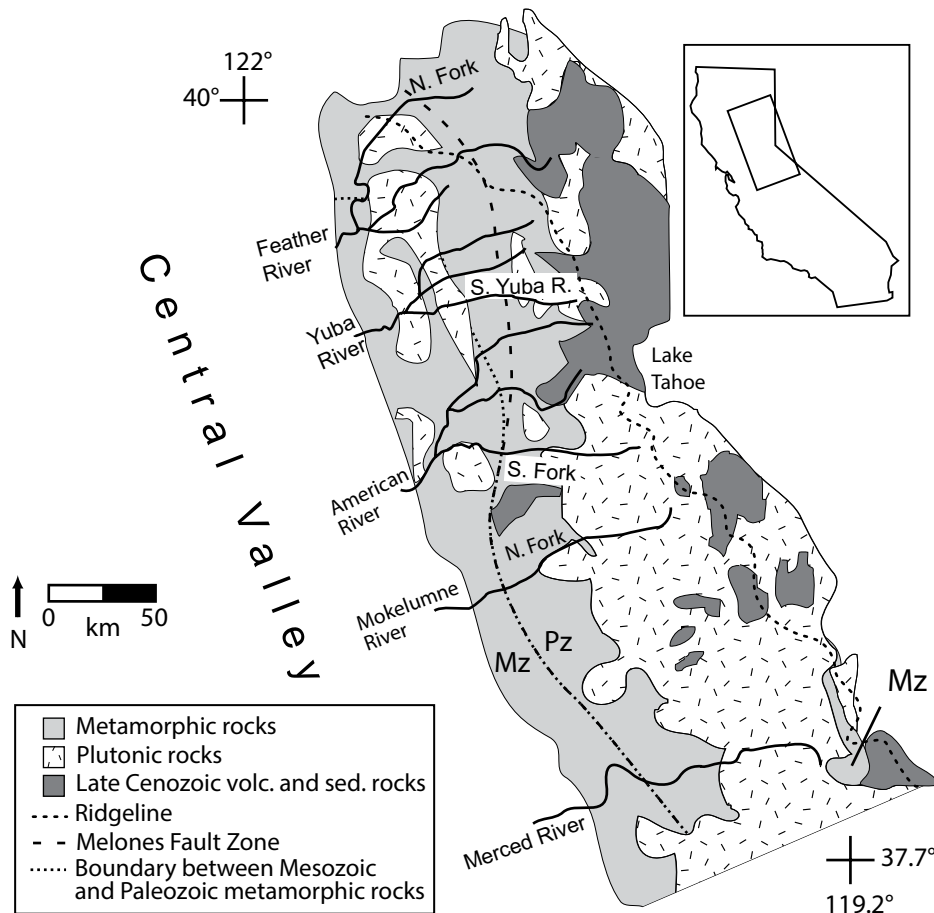 122°
40°
N. Fork
Feather
River
S. Yuba R.
Yuba
River
Lake
Tahoe
Central Valley
S. Fork
American
River
N. Fork
Mokelumne
River
N
0 50
km
Mz
Pz
Mz
Merced River
Metamorphic rocks
Plutonic rocks
Late Cenozoic volc. and sed. rocks
Ridgeline
Melones Fault Zone
Boundary between Mesozoic
and Paleozoic metamorphic rocks
37.7°
119.2°